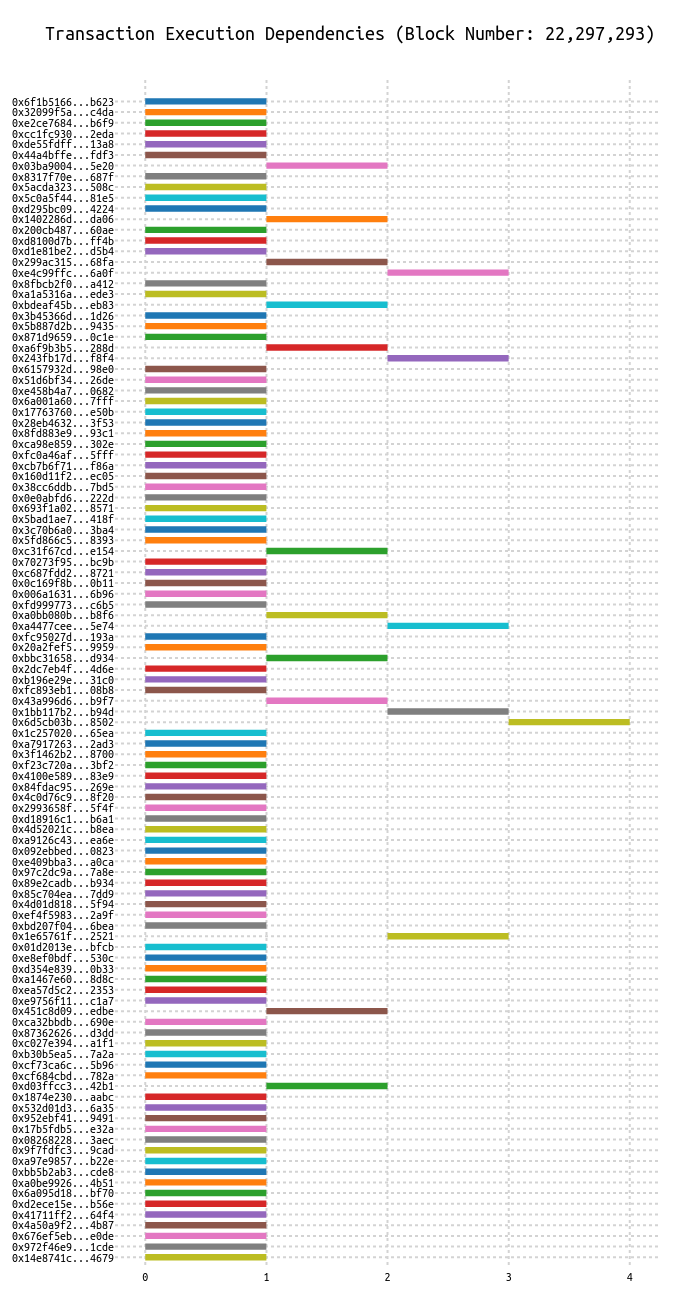 Transaction Execution Dependencies (Block Number: 22,297,293)
0x6f1b5166...b623
0x32099f5a...c4da
0xe2ce7684...b6f9
0xcc1fc930...2eda
0xde55fdff...13a8
0x44a4bffe...fdf3
0x03ba9004...5e20
0x8317f70e...687f
0x5acda323...508c
0x5c0a5f44...81e5
0xd295bc09...4224
0x1402286d...da06
0x200cb487...60ae
0xd8100d7b...ff4b
0xd1e81be2...d5b4
0x299ac315...68fa
0xe4c99ffc...6a0f
0x8fbcb2f0...a412
0xa1a5316a...ede3
0xbdeaf45b...eb83
0x3b45366d...1d26
0x5b887d2b...9435
0x871d9659...0c1e
0xa6f9b3b5...288d
0x243fb17d...f8f4
0x6157932d...98e0
0x51d6bf34...26de
0xe458b4a7...0682
0x6a001a60...7fff
0x17763760...e50b
0x28eb4632...3f53
0x8fd883e9...93c1
0xca98e859...302e
0xfc0a46af...5fff
0xcb7b6f71...f86a
0x160d11f2...ec05
0x38cc6ddb...7bd5
0x0e0abfd6...222d
0x693f1a02...8571
0x5bad1ae7...418f
0x3c70b6a0...3ba4
0x5fd866c5...8393
0xc31f67cd...e154
0x70273f95...bc9b
0xc687fdd2...8721
0x0c169f8b...0b11
0x006a1631...6b96
0xfd999773...c6b5
0xa0bb080b...b8f6
0xa4477cee...5e74
0xfc95027d...193a
0x20a2fef5...9959
0xbbc31658...d934
0x2dc7eb4f...4d6e
0xb196e29e...31c0
0xfc893eb1...08b8
0x43a996d6...b9f7
0x1bb117b2...b94d
0x6d5cb03b...8502
0x1c257020...65ea
0xa7917263...2ad3
0x3f1462b2...8700
0xf23c720a...3bf2
0x4100e589...83e9
0x84fdac95...269e
0x4c0d76c9...8f20
0x2993658f...5f4f
0xd18916c1...b6a1
0x4d52021c...b8ea
0xa9126c43...ea6e
0x092ebbed...0823
0xe409bba3...a0ca
0x97c2dc9a...7a8e
0x89e2cadb...b934
0x85c704ea...7dd9
0x4d01d818...5f94
0xef4f5983...2a9f
0xbd207f04...6bea
0x1e65761f...2521
0x01d2013e...bfcb
0xe8ef0bdf...530c
0xd354e839...0b33
0xa1467e60...8d8c
0xea57d5c2...2353
0xe9756f11...c1a7
0x451c8d09...edbe
0xca32bbdb...690e
0x87362626...d3dd
0xc027e394...a1f1
0xb30b5ea5...7a2a
0xcf73ca6c...5b96
0xcf684cbd...782a
0xd03ffcc3...42b1
0x1874e230...aabc
0x532d01d3...6a35
0x952ebf41...9491
0x17b5fdb5...e32a
0x08268228...3aec
0x9f7fdfc3...9cad
0xa97e9857...b22e
0xbb5b2ab3...cde8
0xa0be9926...4b51
0x6a095d18...bf70
0xd2ece15e...b56e
0x41711ff2...64f4
0x4a50a9f2...4b87
0x676ef5eb...e0de
0x972f46e9...1cde
0x14e8741c...4679
0 1 2 3 4